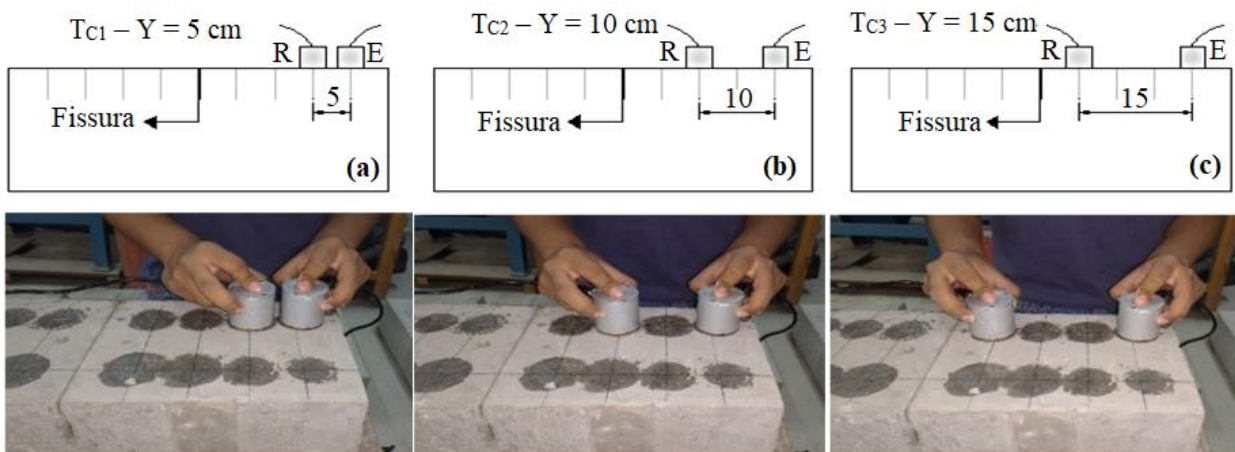 TC1 – Y = 5 cm
R
E
5
Fissura
(a)
TC2 – Y = 10 cm
R
E
10
Fissura
(b)
TC3 – Y = 15 cm
R
E
15
Fissura
(c)